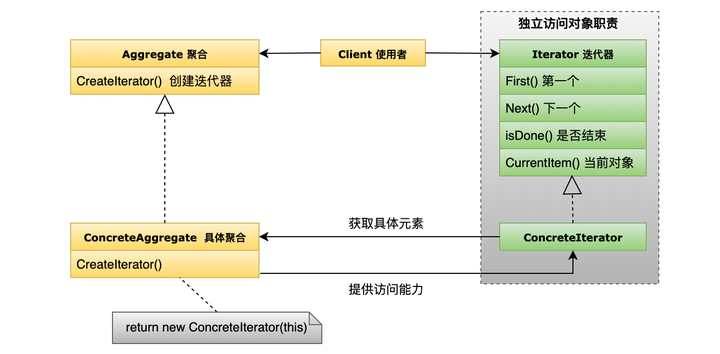 独立访问对象职责
Aggregate 聚合
CreateIterator() 创建迭代器
Client 使用者
Iterator 迭代器
First() 第一个
Next() 下一个
isDone() 是否结束
CurrentItem() 当前对象
ConcreteAggregate 具体聚合
CreateIterator()
获取具体元素
提供访问能力
ConcreteIterator
return new ConcreteIterator(this)